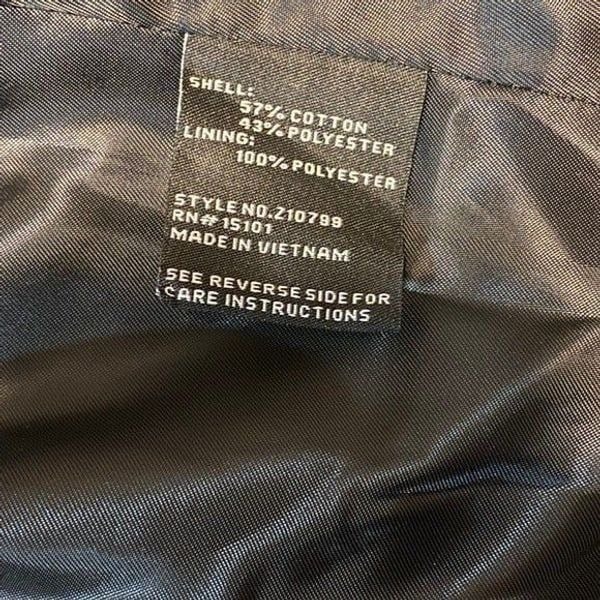 SHELL:
57% COTTON
43% POLYESTER
LINING:
100% POLYESTER
STYLE NO. Z10799
RN# 15101
MADE IN VIETNAM
SEE REVERSE SIDE FOR
CARE INSTRUCTIONS